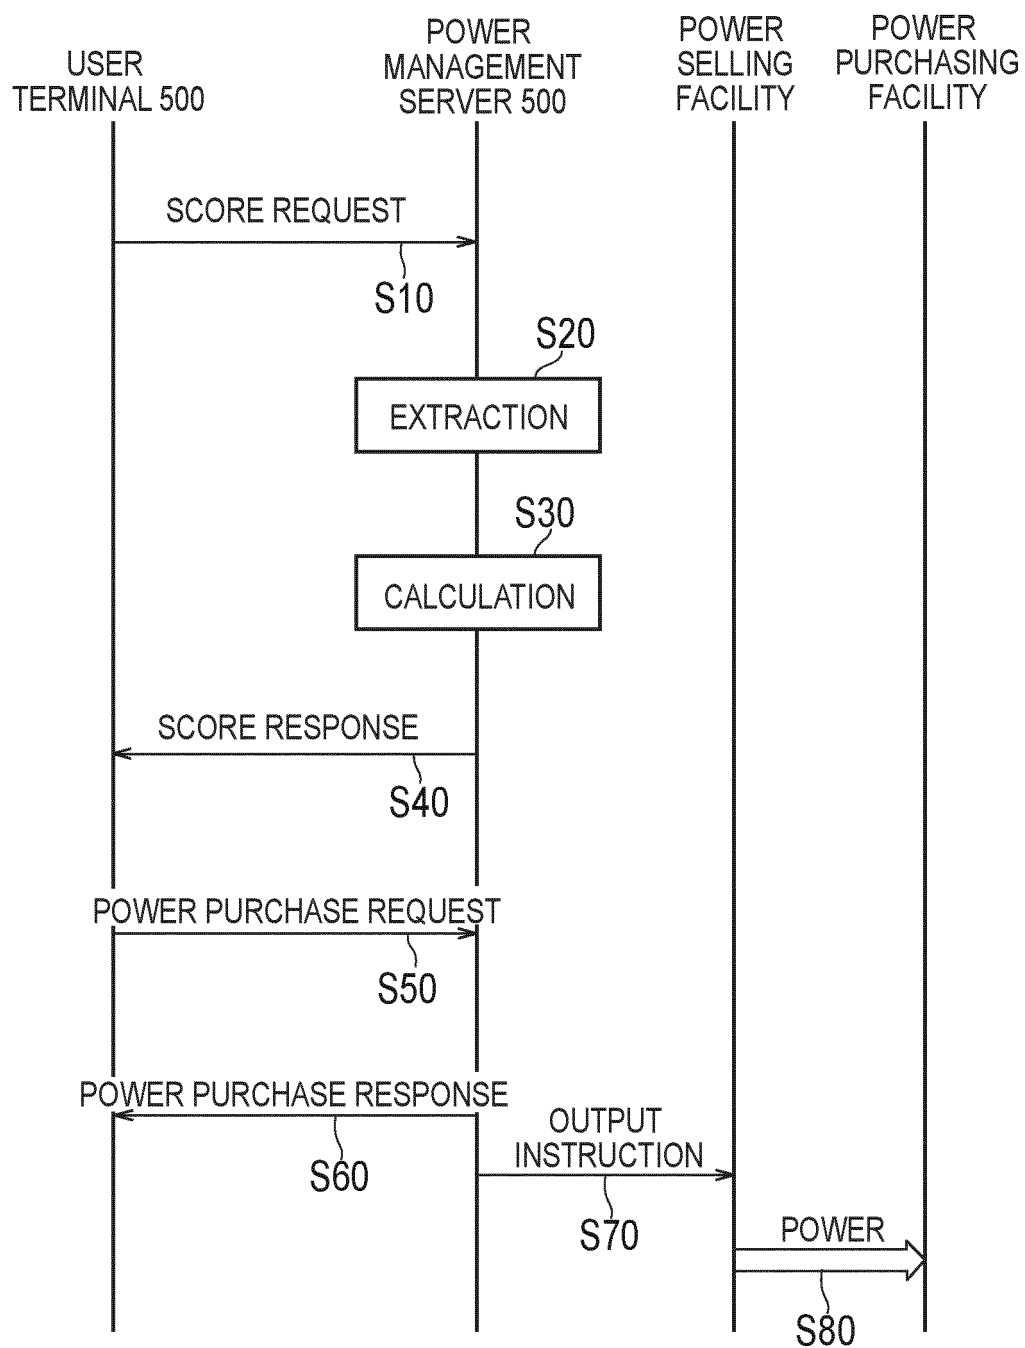 USER
TERMINAL 500
POWER
MANAGEMENT
SERVER 500
POWER
SELLING
FACILITY
POWER
PURCHASING
FACILITY
SCORE REQUEST
S10
S20
EXTRACTION
S30
CALCULATION
SCORE RESPONSE
S40
POWER PURCHASE REQUEST
S50
POWER PURCHASE RESPONSE
S60
OUTPUT
INSTRUCTION
S70
POWER
S80